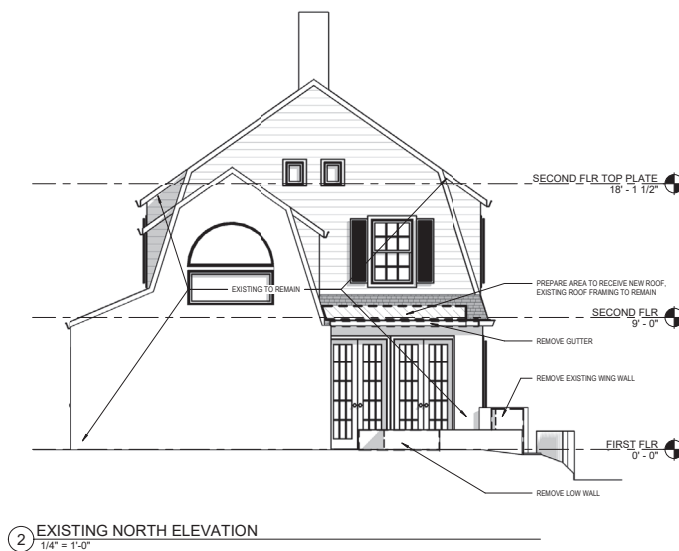 SECOND FLR TOP PLATE
18' - 1 1/2"
EXISTING TO REMAIN
PREPARE AREA TO RECEIVE NEW ROOF,
EXISTING ROOF FRAMING TO REMAIN
SECOND FLR
9' - 0"
REMOVE GUTTER
REMOVE EXISTING WING WALL
FIRST FLR
0' - 0"
REMOVE LOW WALL
2 EXISTING NORTH ELEVATION
1/4" = 1'-0"